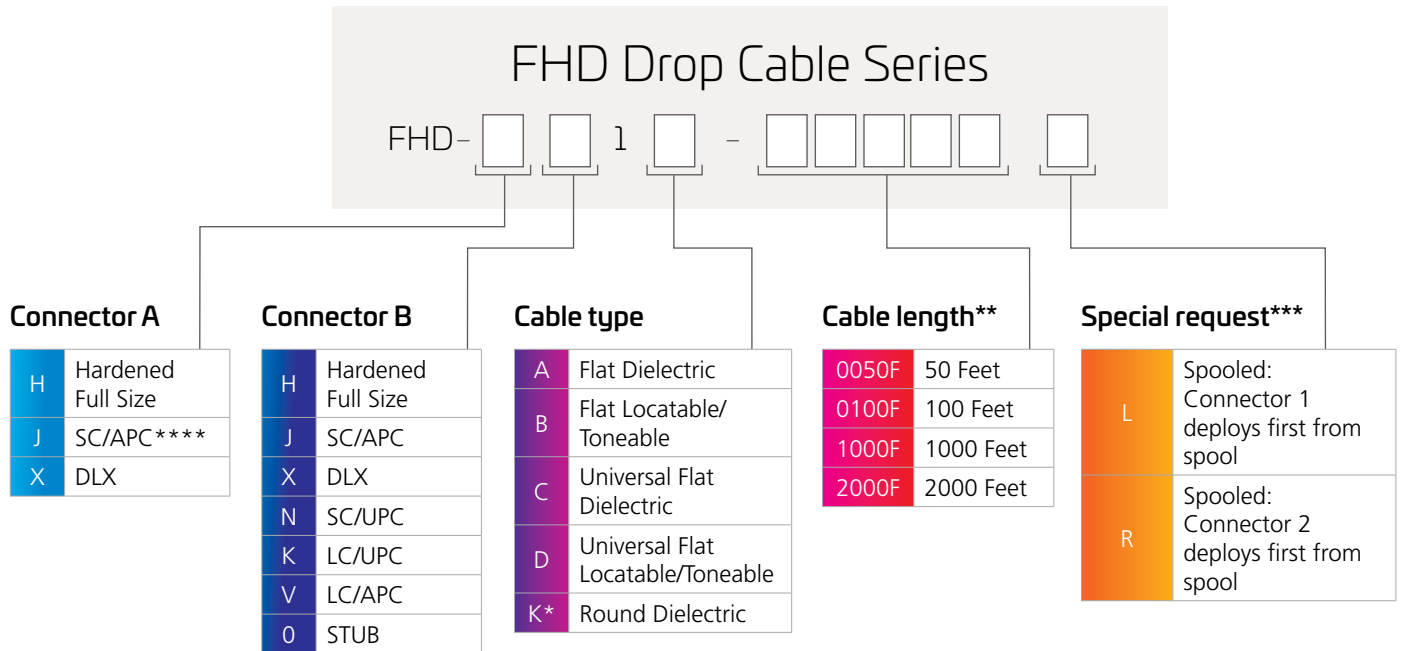 FHD Drop Cable Series
FHD- 1 -
Connector A
H Hardened
Full Size
J SC/APC****
X DLX
Connector B
H Hardened
Full Size
J SC/APC
X DLX
N SC/UPC
K LC/UPC
V LC/APC
0 STUB
Cable type
A Flat Dielectric
B Flat Locatable/
Toneable
C Universal Flat
Dielectric
D Universal Flat
Locatable/Toneable
K* Round Dielectric
Cable length**
0050F 50 Feet
0100F 100 Feet
1000F 1000 Feet
2000F 2000 Feet
Special request***
L Spooled:
Connector 1
deploys first from
spool
R Spooled:
Connector 2
deploys first from
spool